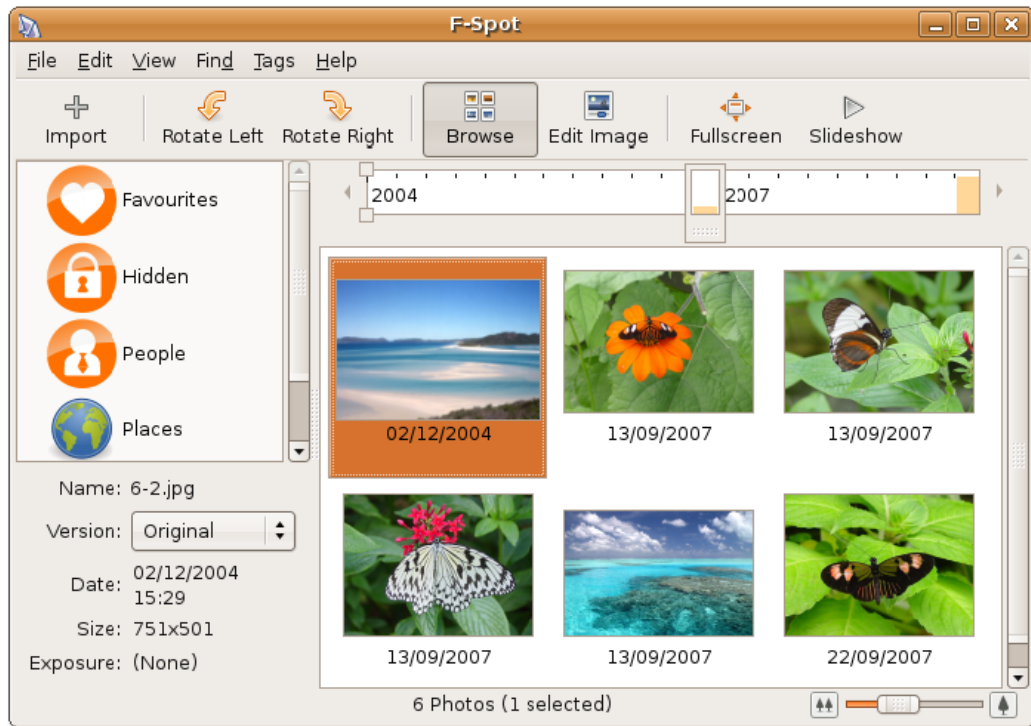 F-Spot
File Edit View Find Tags Help
Import Rotate Left Rotate Right Browse Edit Image Fullscreen Slideshow
2004 2007
Favourites
Hidden
People
Places
Name: 6-2.jpg
Version: Original
Date: 02/12/2004
15:29
Size: 751x501
Exposure: (None)
02/12/2004 13/09/2007 13/09/2007
13/09/2007 13/09/2007 22/09/2007
6 Photos (1 selected)